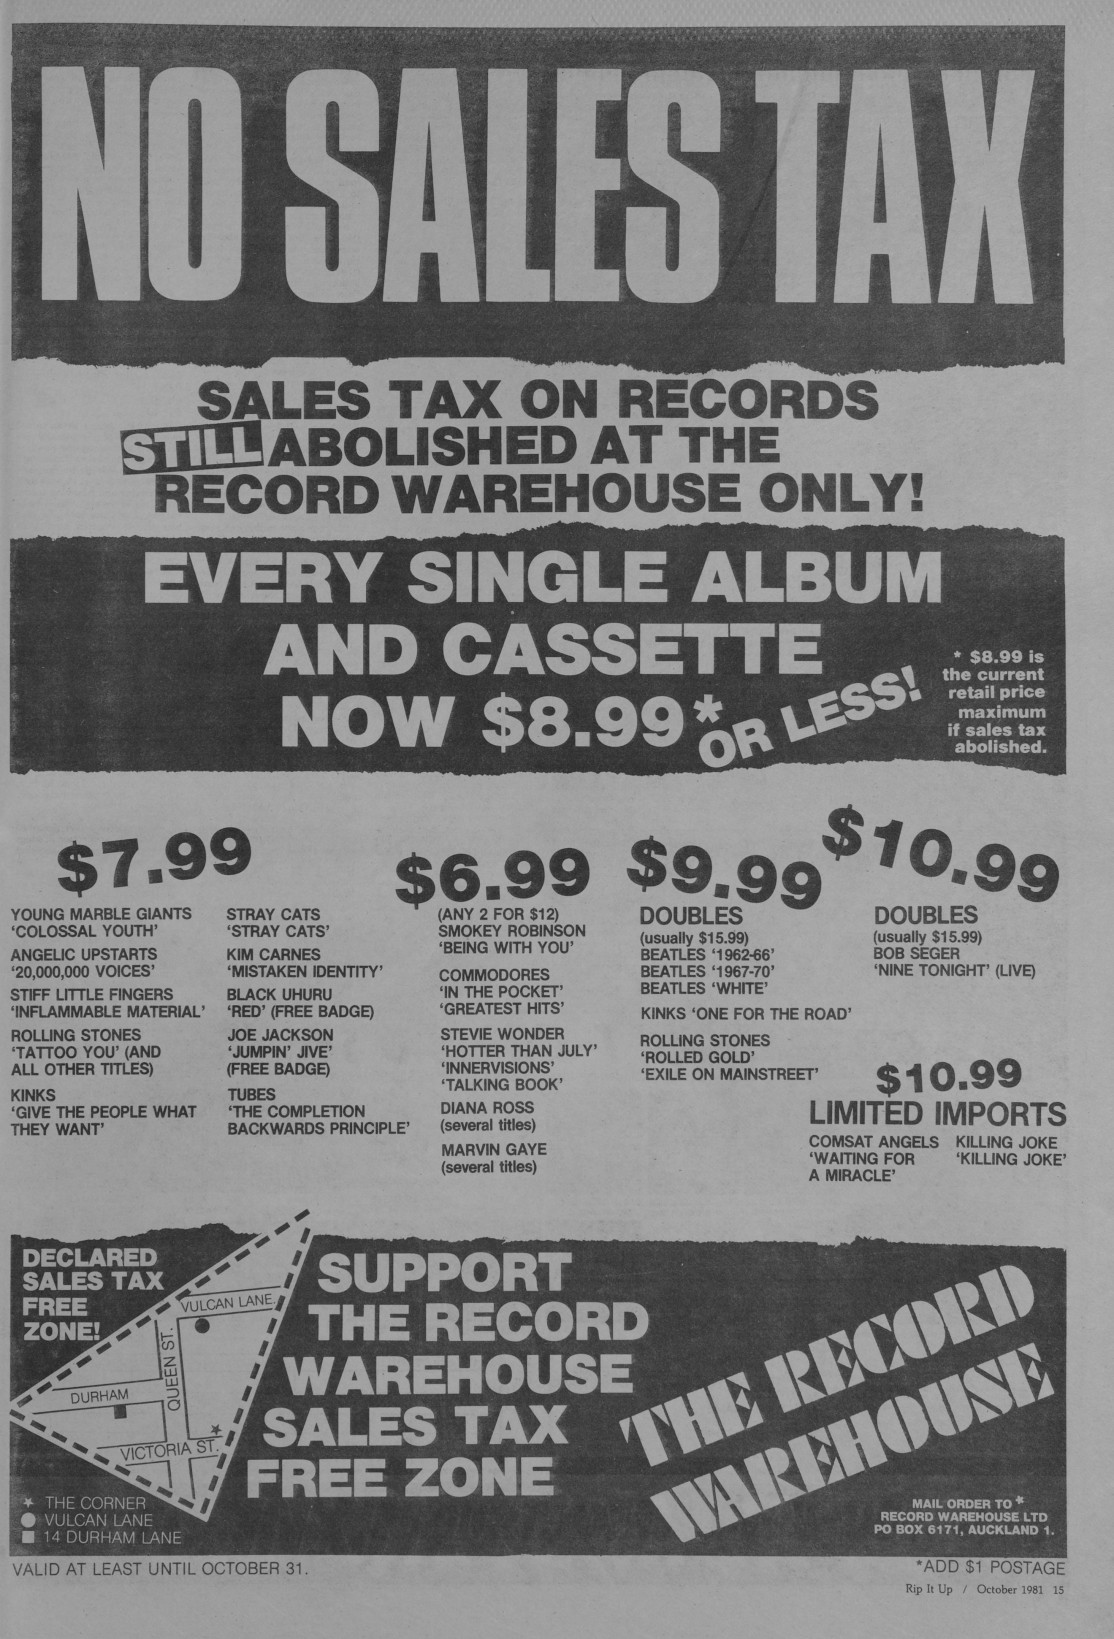 NO SALES TAX
SALES TAX ON RECORDS
STILL ABOLISHED AT THE
RECORD WAREHOUSE ONLY!
EVERY SINGLE ALBUM
AND CASSETTE
NOW $8.99*
OR LESS!
* $8.99 is
the current
retail price
maximum
if sales tax
abolished.
$7.99
YOUNG MARBLE GIANTS
‘COLOSSAL YOUTH’
ANGELIC UPSTARTS
‘20,000,000 VOICES’
STIFF LITTLE FINGERS
‘INFLAMMABLE MATERIAL’
ROLLING STONES
‘TATTOO YOU’ (AND
ALL OTHER TITLES)
KINKS
‘GIVE THE PEOPLE WHAT
THEY WANT’
STRAY CATS
‘STRAY CATS’
KIM CARNES
‘MISTAKEN IDENTITY’
BLACK UHURU
‘RED’ (FREE BADGE)
JOE JACKSON
‘JUMPIN’ JIVE’
(FREE BADGE)
TUBES
‘THE COMPLETION
BACKWARDS PRINCIPLE’
$6.99
(ANY 2 FOR $12)
SMOKEY ROBINSON
‘BEING WITH YOU’
COMMODORES
‘IN THE POCKET’
‘GREATEST HITS’
STEVIE WONDER
‘HOTTER THAN JULY’
‘INNERVISIONS’
‘TALKING BOOK’
DIANA ROSS
(several titles)
MARVIN GAYE
(several titles)
$9.99
DOUBLES
(usually $15.99)
BEATLES ‘1962-66’
BEATLES ‘1967-70’
BEATLES ‘WHITE’
KINKS ‘ONE FOR THE ROAD’
ROLLING STONES
‘ROLLED GOLD’
‘EXILE ON MAINSTREET’
$10.99
DOUBLES
(usually $15.99)
BOB SEGER
‘NINE TONIGHT’ (LIVE)
$10.99
LIMITED IMPORTS
COMSAT ANGELS
‘WAITING FOR
A MIRACLE’
KILLING JOKE
‘KILLING JOKE’
DECLARED
SALES TAX
FREE
ZONE!
VULCAN LANE.
QUEEN ST.
DURHAM
VICTORIA ST.
★ THE CORNER
● VULCAN LANE
■ 14 DURHAM LANE
SUPPORT
THE RECORD
WAREHOUSE
SALES TAX
FREE ZONE
THE RECORD
WAREHOUSE
MAIL ORDER TO *
RECORD WAREHOUSE LTD
PO BOX 6171, AUCKLAND 1.
VALID AT LEAST UNTIL OCTOBER 31.
*ADD $1 POSTAGE
Rip It Up / October 1981 15